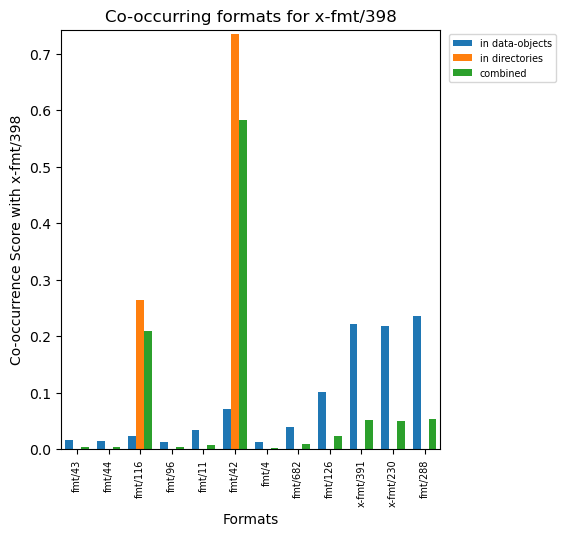 Co-occurring formats for x-fmt/398
in data-objects
in directories
combined
Co-occurrence Score with x-fmt/398
0.7
0.6
0.5
0.4
0.3
0.2
0.1
0.0
fmt/43
fmt/44
fmt/116
fmt/96
fmt/11
fmt/42
fmt/4
fmt/682
fmt/126
x-fmt/391
x-fmt/230
fmt/288
Formats